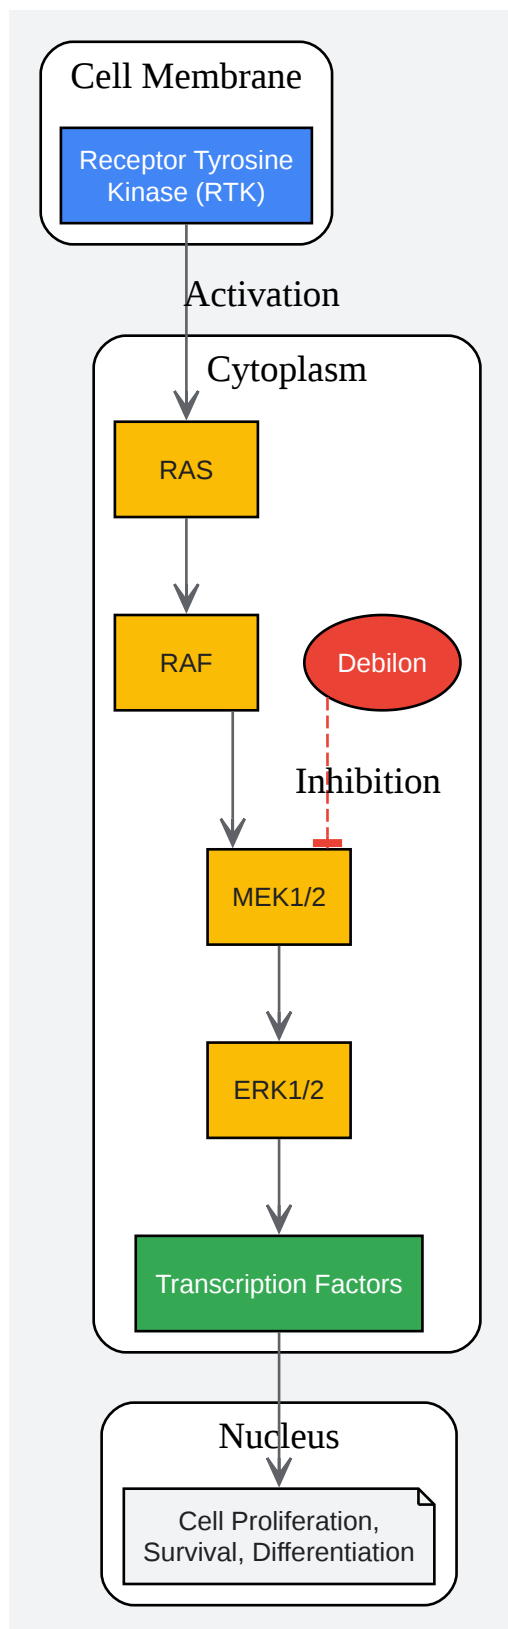 Cell Membrane
Receptor Tyrosine
Kinase (RTK)
Activation
Cytoplasm
RAS
RAF
Debilon
Inhibition
MEK1/2
ERK1/2
Transcription Factors
Nucleus
Cell Proliferation,
Survival, Differentiation